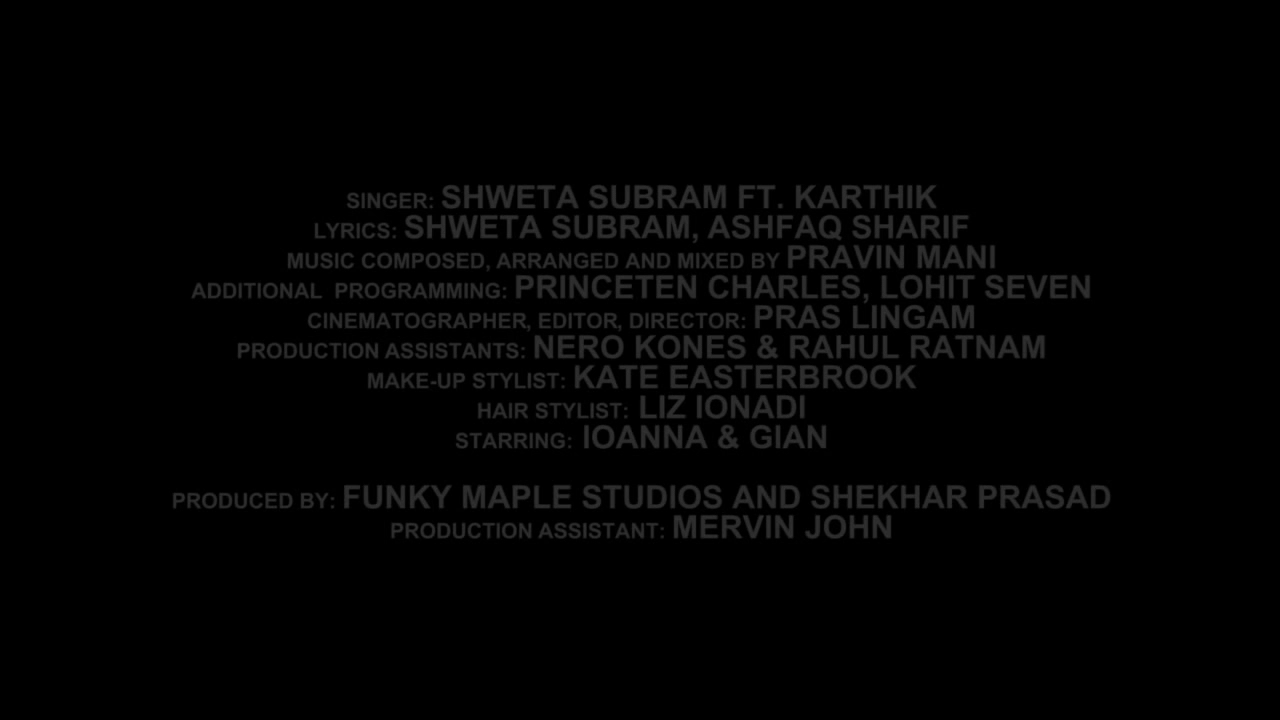 SINGER: SHWETA SUBRAM FT. KARTHIK
LYRICS: SHWETA SUBRAM, ASHFAQ SHARIF
MUSIC COMPOSED, ARRANGED AND MIXED BY PRAVIN MANI
ADDITIONAL PROGRAMMING: PRINCETEN CHARLES, LOHIT SEVEN
CINEMATOGRAPHER, EDITOR, DIRECTOR: PRAS LINGAM
PRODUCTION ASSISTANTS: NERO KONES & RAHUL RATNAM
MAKE-UP STYLIST: KATE EASTERBROOK
HAIR STYLIST: LIZ IONADI
STARRING: IOANNA & GIAN
PRODUCED BY: FUNKY MAPLE STUDIOS AND SHEKHAR PRASAD
PRODUCTION ASSISTANT: MERVIN JOHN